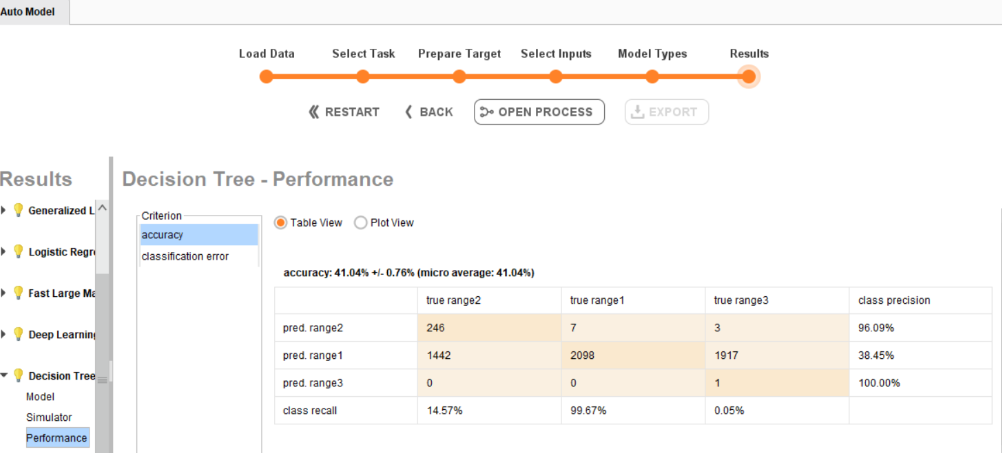 Auto Model
Load Data Select Task Prepare Target Select Inputs Model Types Results
RESTART BACK OPEN PROCESS EXPORT
Results
Generalized L
Logistic Regr
Fast Large Ma
Deep Learning
Decision Tree
Model
Simulator
Performance
Decision Tree - Performance
Criterion
accuracy
classification error
Table View Plot View
accuracy: 41.04% +/- 0.76% (micro average: 41.04%)
true range2 true range1 true range3 class precision
pred. range2 246 7 3 96.09%
pred. range1 1442 2098 1917 38.45%
pred. range3 0 0 1 100.00%
class recall 14.57% 99.67% 0.05%